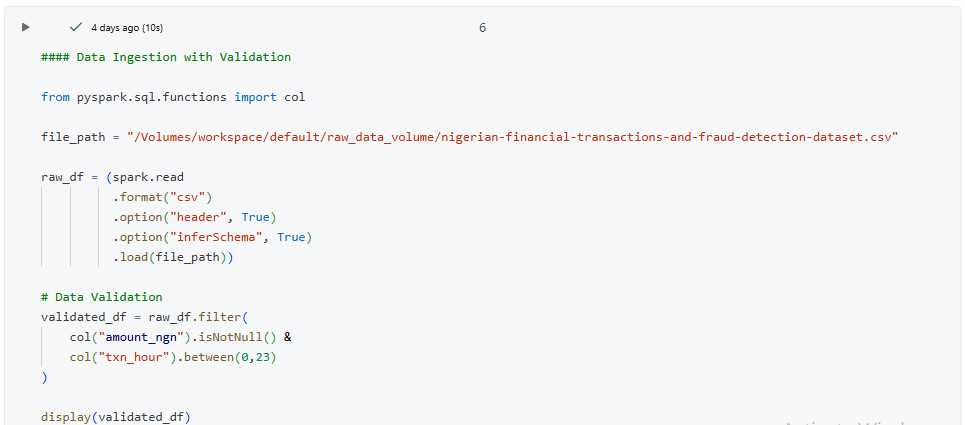 4 days ago (10s)
6
#### Data Ingestion with Validation
from pyspark.sql.functions import col
file_path = "/Volumes/workspace/default/raw_data_volume/nigerian-financial-transactions-and-fraud-detection-dataset.csv"
raw_df = (spark.read
.format("csv")
.option("header", True)
.option("inferSchema", True)
.load(file_path))
# Data Validation
validated_df = raw_df.filter(
col("amount_ngn").isNotNull() &
col("txn_hour").between(0,23)
)
display(validated_df)